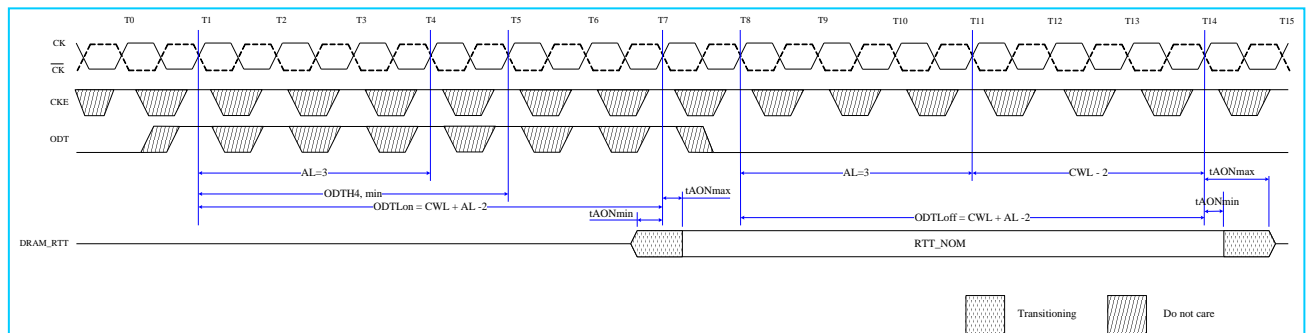 T0 T1 T2 T3 T4 T5 T6 T7 T8 T9 T10 T11 T12 T13 T14 T15
CK
CK
CKE
ODT
AL=3
AL=3
CWL - 2
tAONmax
ODTH4, min
tAONmax
ODTLon = CWL + AL -2
tAONmin
tAONmin
ODTLoff = CWL + AL -2
DRAM_RTT
RTT_NOM
Transitioning
Do not care